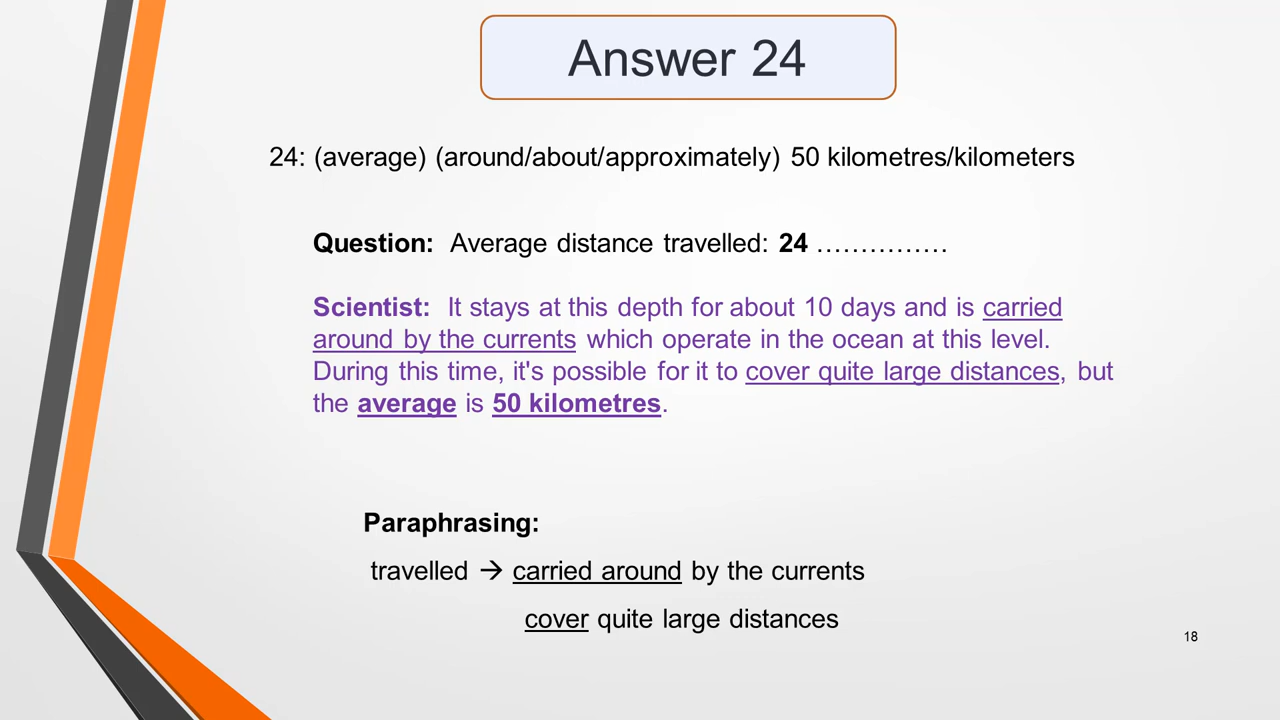 Answer 24
24: (average) (around/about/approximately) 50 kilometres/kilometers
Question: Average distance travelled: 24 ……………
Scientist: It stays at this depth for about 10 days and is carried
around by the currents which operate in the ocean at this level.
During this time, it's possible for it to cover quite large distances, but
the average is 50 kilometres.
Paraphrasing:
travelled → carried around by the currents
cover quite large distances
18